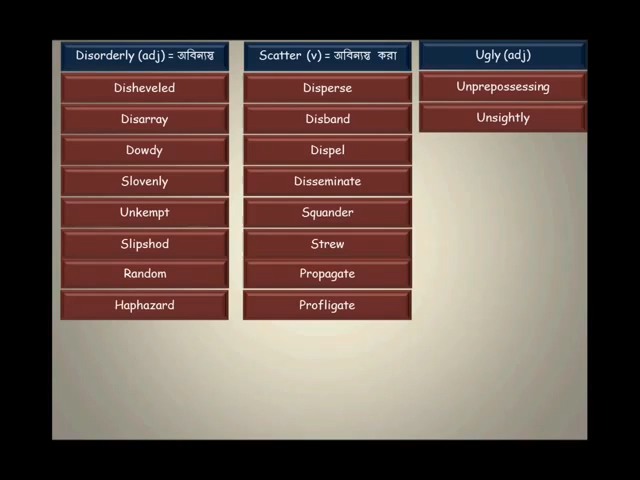 Disorderly (adj) = অবিন্যস্ত
Disheveled
Disarray
Dowdy
Slovenly
Unkempt
Slipshod
Random
Haphazard
Scatter (v) = অবিন্যস্ত করা
Disperse
Disband
Dispel
Disseminate
Squander
Strew
Propagate
Profligate
Ugly (adj)
Unprepossessing
Unsightly